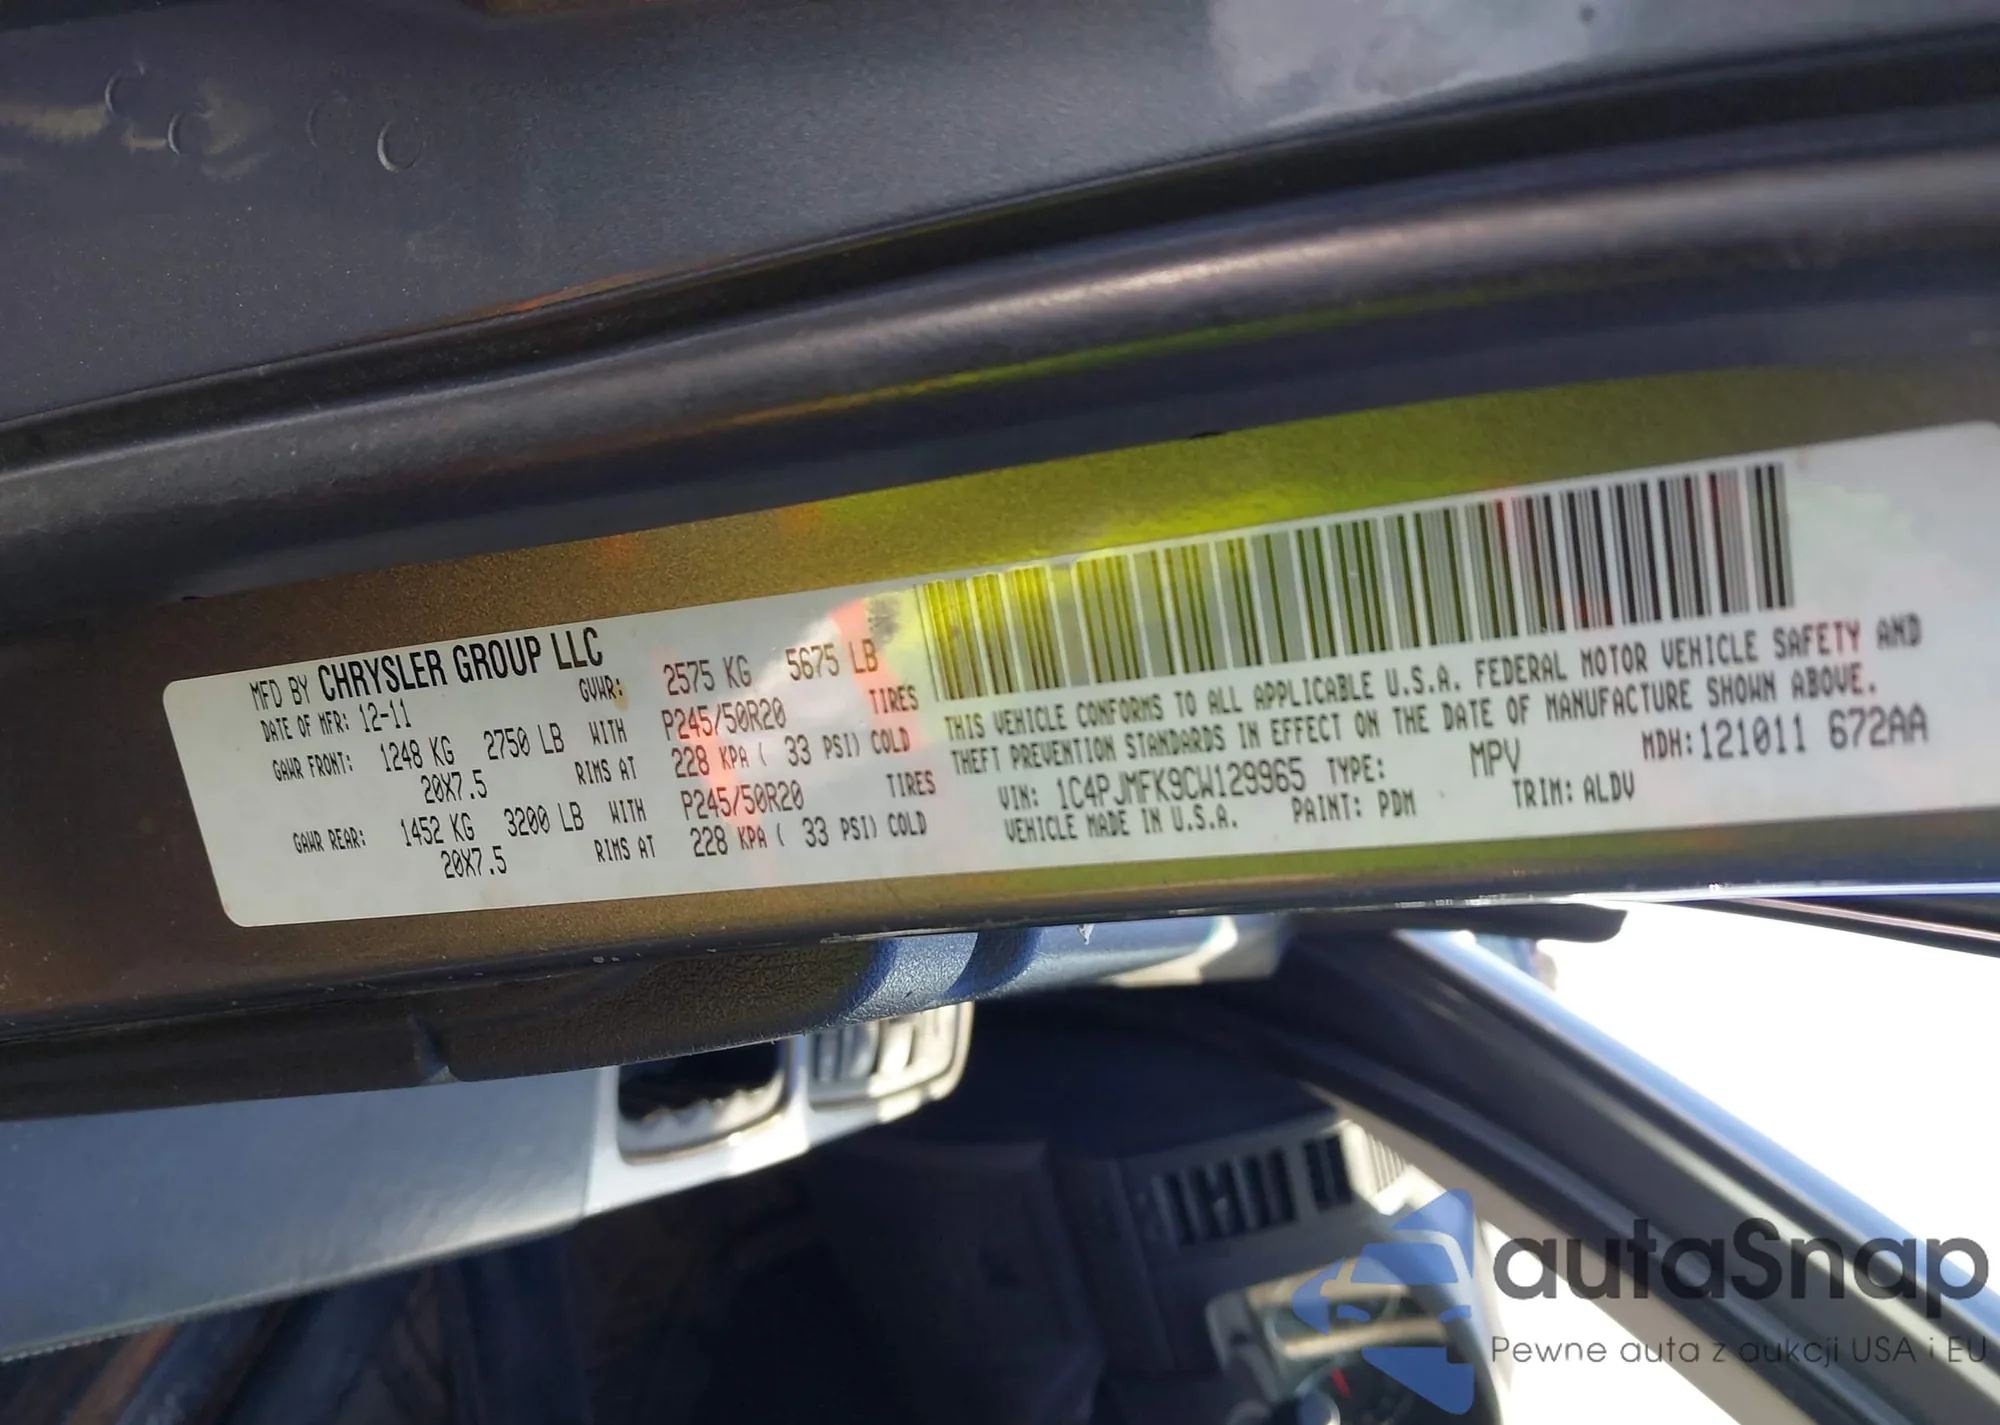 MFD BY CHRYSLER GROUP LLC
DATE OF MFR: 12-11 GVWR: 2575 KG 5675 LB
GAWR FRONT: 1248 KG 2750 LB WITH P245/50R20 TIRES
20X7.5 RIMS AT 228 KPA ( 33 PSI) COLD
GAWR REAR: 1452 KG 3200 LB WITH P245/50R20 TIRES
20X7.5 RIMS AT 228 KPA ( 33 PSI) COLD
THIS VEHICLE CONFORMS TO ALL APPLICABLE U.S.A. FEDERAL MOTOR VEHICLE SAFETY AND
THEFT PREVENTION STANDARDS IN EFFECT ON THE DATE OF MANUFACTURE SHOWN ABOVE.
VIN: 1C4PJMFK9CW129965 TYPE: MPV MDH: 121011 672AA
VEHICLE MADE IN U.S.A. PAINT: PDM TRIM: ALDV
autaSnap
Pewne auta z aukcji USA i EU